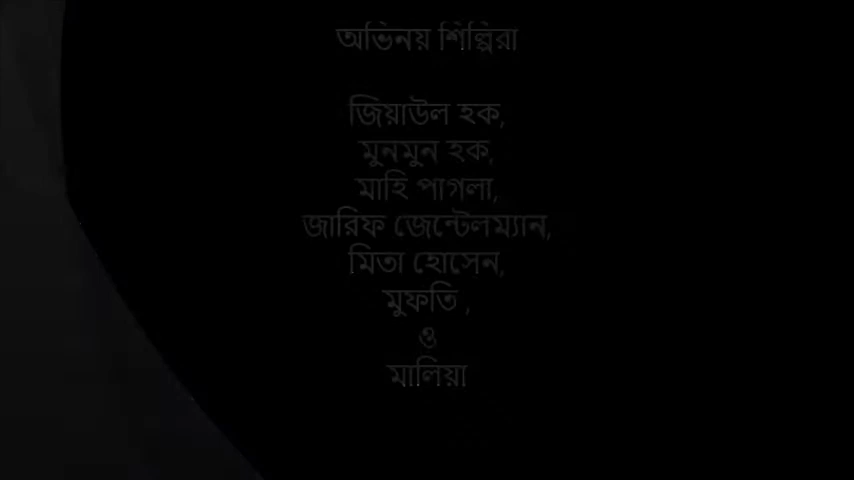 অভিনয় শিল্পিরা
জিয়াউল হক,
মুনমুন হক,
মাহি পাগলা,
জারিফ জেন্টেলম্যান,
মিতা হোসেন,
মুফতি ,
ও
মালিয়া